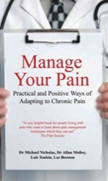 Manage Your
Pain
Practical and Positive Ways of
Adapting to Chronic Pain
Dr Michael Nicholas, Dr Allan Molloy,
Lois Tonkin, Lee Beeston